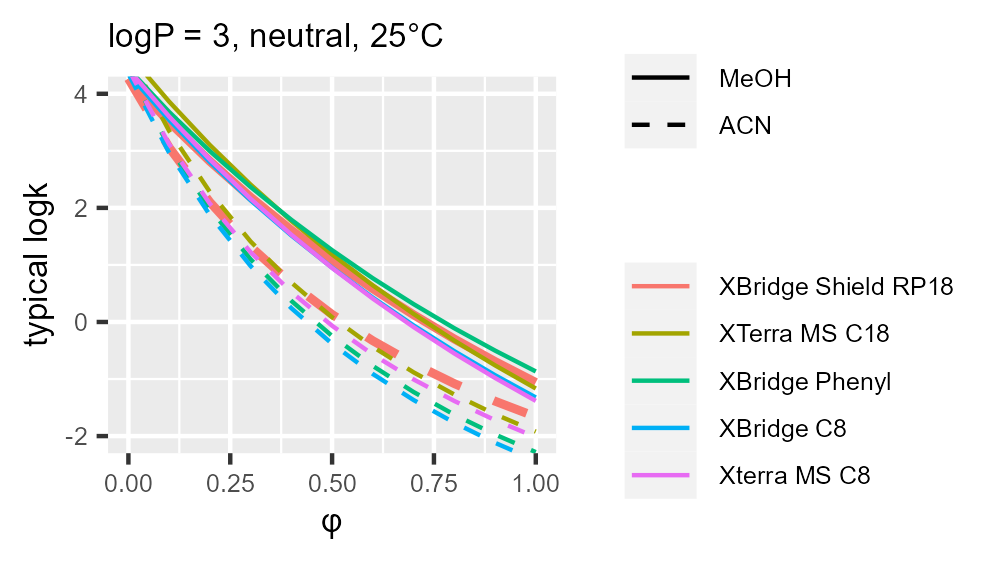 logP = 3, neutral, 25°C
typical logk
4
2
0
-2
0.00 0.25 0.50 0.75 1.00
φ
MeOH
ACN
XBridge Shield RP18
XTerra MS C18
XBridge Phenyl
XBridge C8
Xterra MS C8